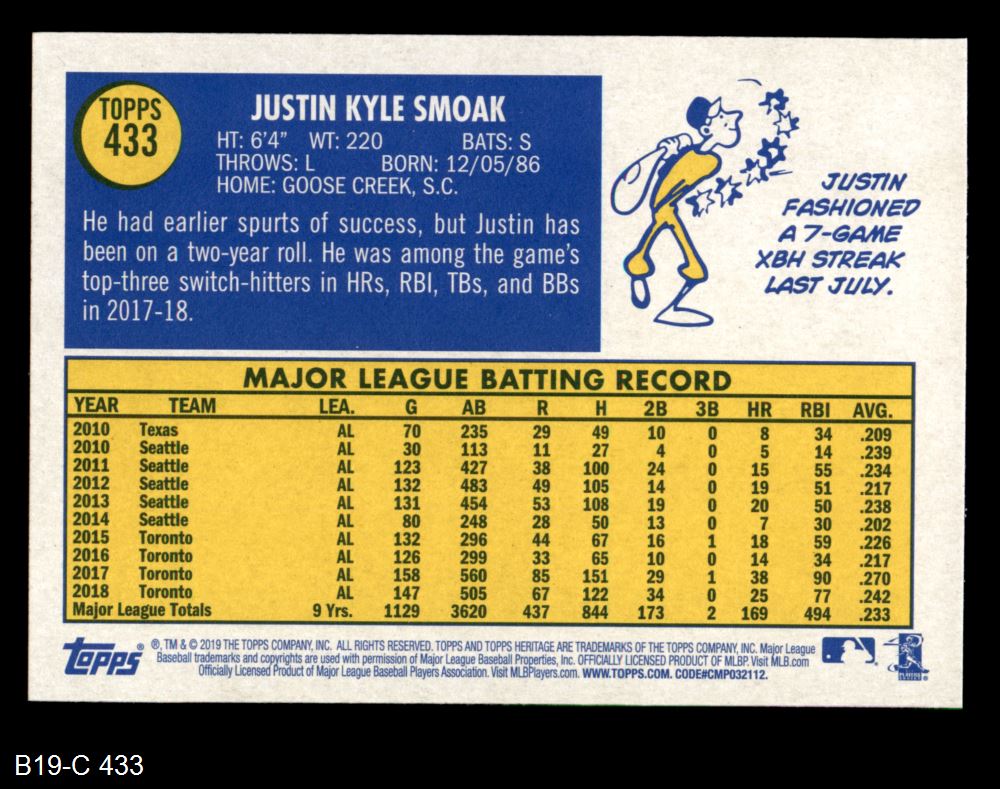 TOPPS
433
JUSTIN KYLE SMOAK
HT: 6'4" WT: 220 BATS: S
THROWS: L BORN: 12/05/86
HOME: GOOSE CREEK, S.C.
He had earlier spurts of success, but Justin has
been on a two-year roll. He was among the game's
top-three switch-hitters in HRs, RBI, TBs, and BBs
in 2017-18.
JUSTIN
FASHIONED
A 7-GAME
XBH STREAK
LAST JULY.
MAJOR LEAGUE BATTING RECORD
YEAR TEAM LEA. G AB R H 2B 3B HR RBI AVG.
2010 Texas AL 70 235 29 49 10 0 8 34 .209
2010 Seattle AL 30 113 11 27 4 0 5 14 .239
2011 Seattle AL 123 427 38 100 24 0 15 55 .234
2012 Seattle AL 132 483 49 105 14 0 19 51 .217
2013 Seattle AL 131 454 53 108 19 0 20 50 .238
2014 Seattle AL 80 248 28 50 13 0 7 30 .202
2015 Toronto AL 132 296 44 67 16 1 18 59 .226
2016 Toronto AL 126 299 33 65 10 0 14 34 .217
2017 Toronto AL 158 560 85 151 29 1 38 90 .270
2018 Toronto AL 147 505 67 122 34 0 25 77 .242
Major League Totals 9 Yrs. 1129 3620 437 844 173 2 169 494 .233
TOPPS®
®, TM & © 2019 THE TOPPS COMPANY, INC. ALL RIGHTS RESERVED. TOPPS AND TOPPS HERITAGE ARE TRADEMARKS OF THE TOPPS COMPANY, INC. Major League
Baseball trademarks and copyrights are used with permission of Major League Baseball Properties, Inc. OFFICIALLY LICENSED PRODUCT OF MLBP. Visit MLB.com
Officially Licensed Product of Major League Baseball Players Association. Visit MLBPlayers.com. WWW.TOPPS.COM. CODE#CMP032112.
B19-C 433